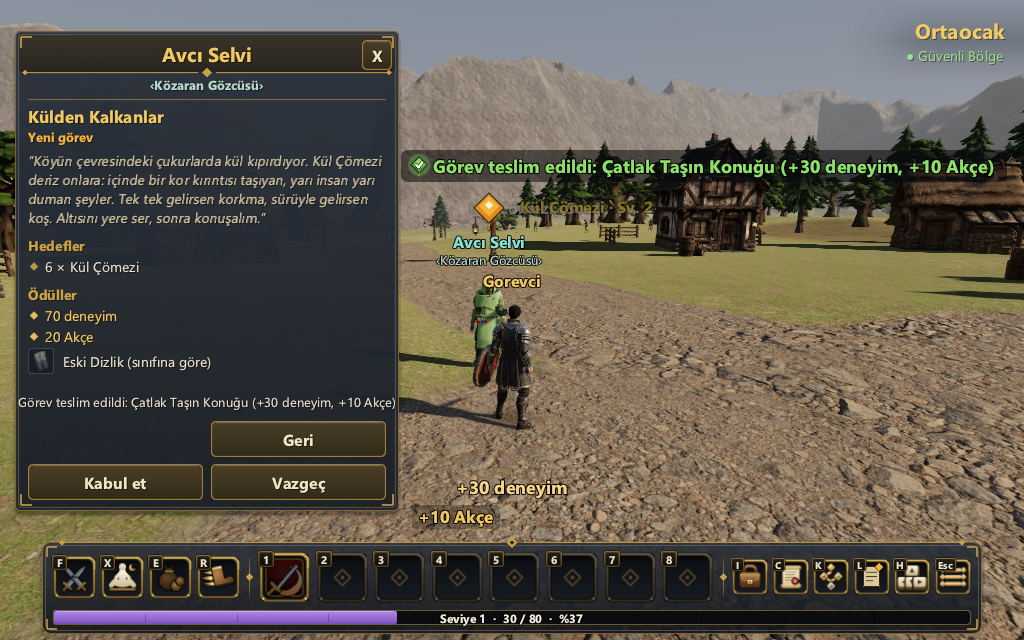 Ortaocak
• Güvenli Bölge
Avcı Selvi
X
‹Közaran Gözcüsü›
Külden Kalkanlar
Yeni görev
"Köyün çevresindeki çukurlarda kül kıpırdıyor. Kül Çömezi
deriz onlara: içinde bir kor kırıntısı taşıyan, yarı insan yarı
duman şeyler. Tek tek gelirsen korkma, sürüyle gelirsen
koş. Altısını yere ser, sonra konuşalım."
Hedefler
6 × Kül Çömezi
Ödüller
70 deneyim
20 Akçe
Eski Dizlik (sınıfına göre)
Görev teslim edildi: Çatlak Taşın Konuğu (+30 deneyim, +10 Akçe)
Geri
Kabul et
Vazgeç
Görev teslim edildi: Çatlak Taşın Konuğu (+30 deneyim, +10 Akçe)
Kül Çömezi Sv. 2
Avcı Selvi
‹Közaran Gözcüsü›
Gorevci
+30 deneyim
+10 Akçe
F X E R 1 2 3 4 5 6 7 8 I C K L H Esc
Seviye 1 · 30 / 80 · %37